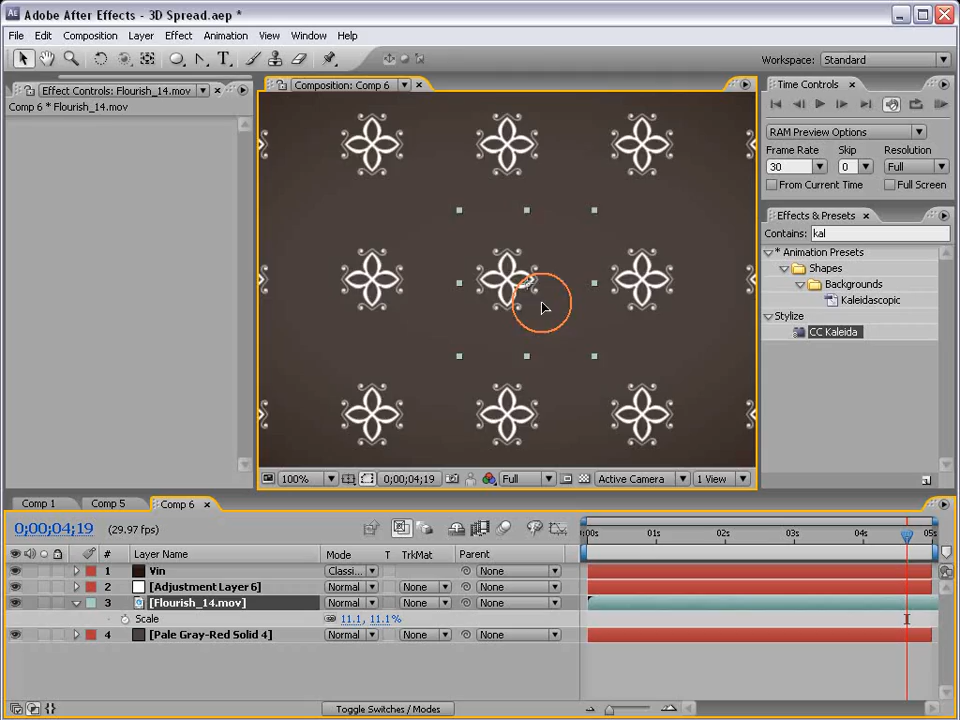 Adobe After Effects - 3D Spread.aep *
File Edit Composition Layer Effect Animation View Window Help
Workspace: Standard
Effect Controls: Flourish_14.mov
Comp 6 * Flourish_14.mov
Composition: Comp 6
Time Controls
RAM Preview Options
Frame Rate Skip Resolution
30 0 Full
From Current Time Full Screen
Effects & Presets
Contains: kal
* Animation Presets
Shapes
Backgrounds
Kaleidoscopic
Stylize
CC Kaleida
100% 0;00;04;19 Full Active Camera 1 View
Comp 1 Comp 5 Comp 6
0;00;04;19 (29.97 fps)
:00s 01s 02s 03s 04s 05s
# Layer Name Mode T TrkMat Parent
1 Vin Classi... None
2 [Adjustment Layer 6] Normal None None
3 [Flourish_14.mov] Normal None None
Scale 11.1, 11.1%
4 [Pale Gray-Red Solid 4] Normal None None
Toggle Switches / Modes